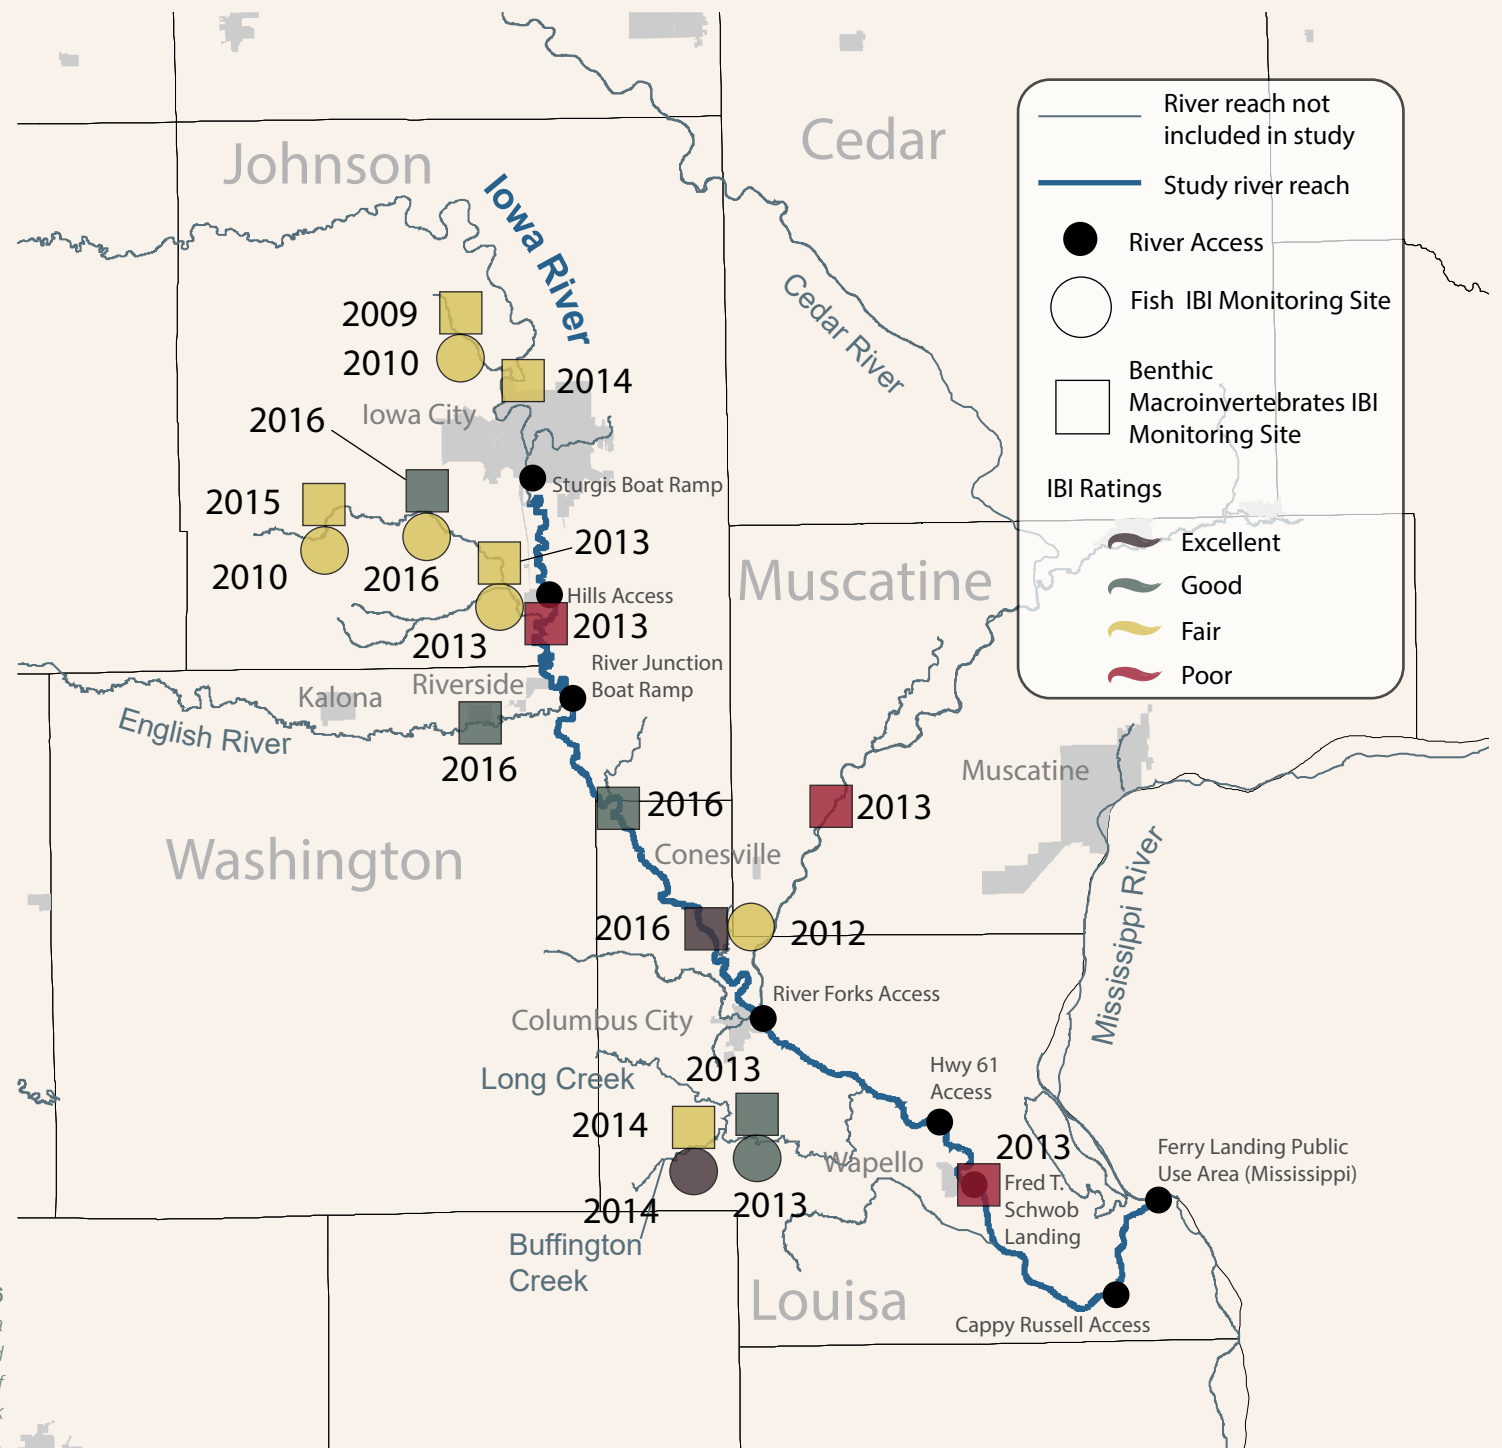 Johnson
Cedar
Iowa River
Cedar River
River reach not
included in study
Study river reach
River Access
Fish IBI Monitoring Site
Benthic
Macroinvertebrates IBI
Monitoring Site
IBI Ratings
Excellent
Good
Fair
Poor
2009
2010
2014
Iowa City
2016
2015
2010
2016
Sturgis Boat Ramp
2013
Hills Access
2013
2013
Muscatine
River Junction
Boat Ramp
Kalona
Riverside
English River
2016
2016
2013
Muscatine
Washington
Conesville
2016
2012
Mississippi River
River Forks Access
Columbus City
Long Creek
2013
Hwy 61
Access
2014
2013
Wapello
Fred T.
Schwob
Landing
Ferry Landing Public
Use Area (Mississippi)
2014
2013
Buffington
Creek
Louisa
Cappy Russell Access
6
a
d
f
k